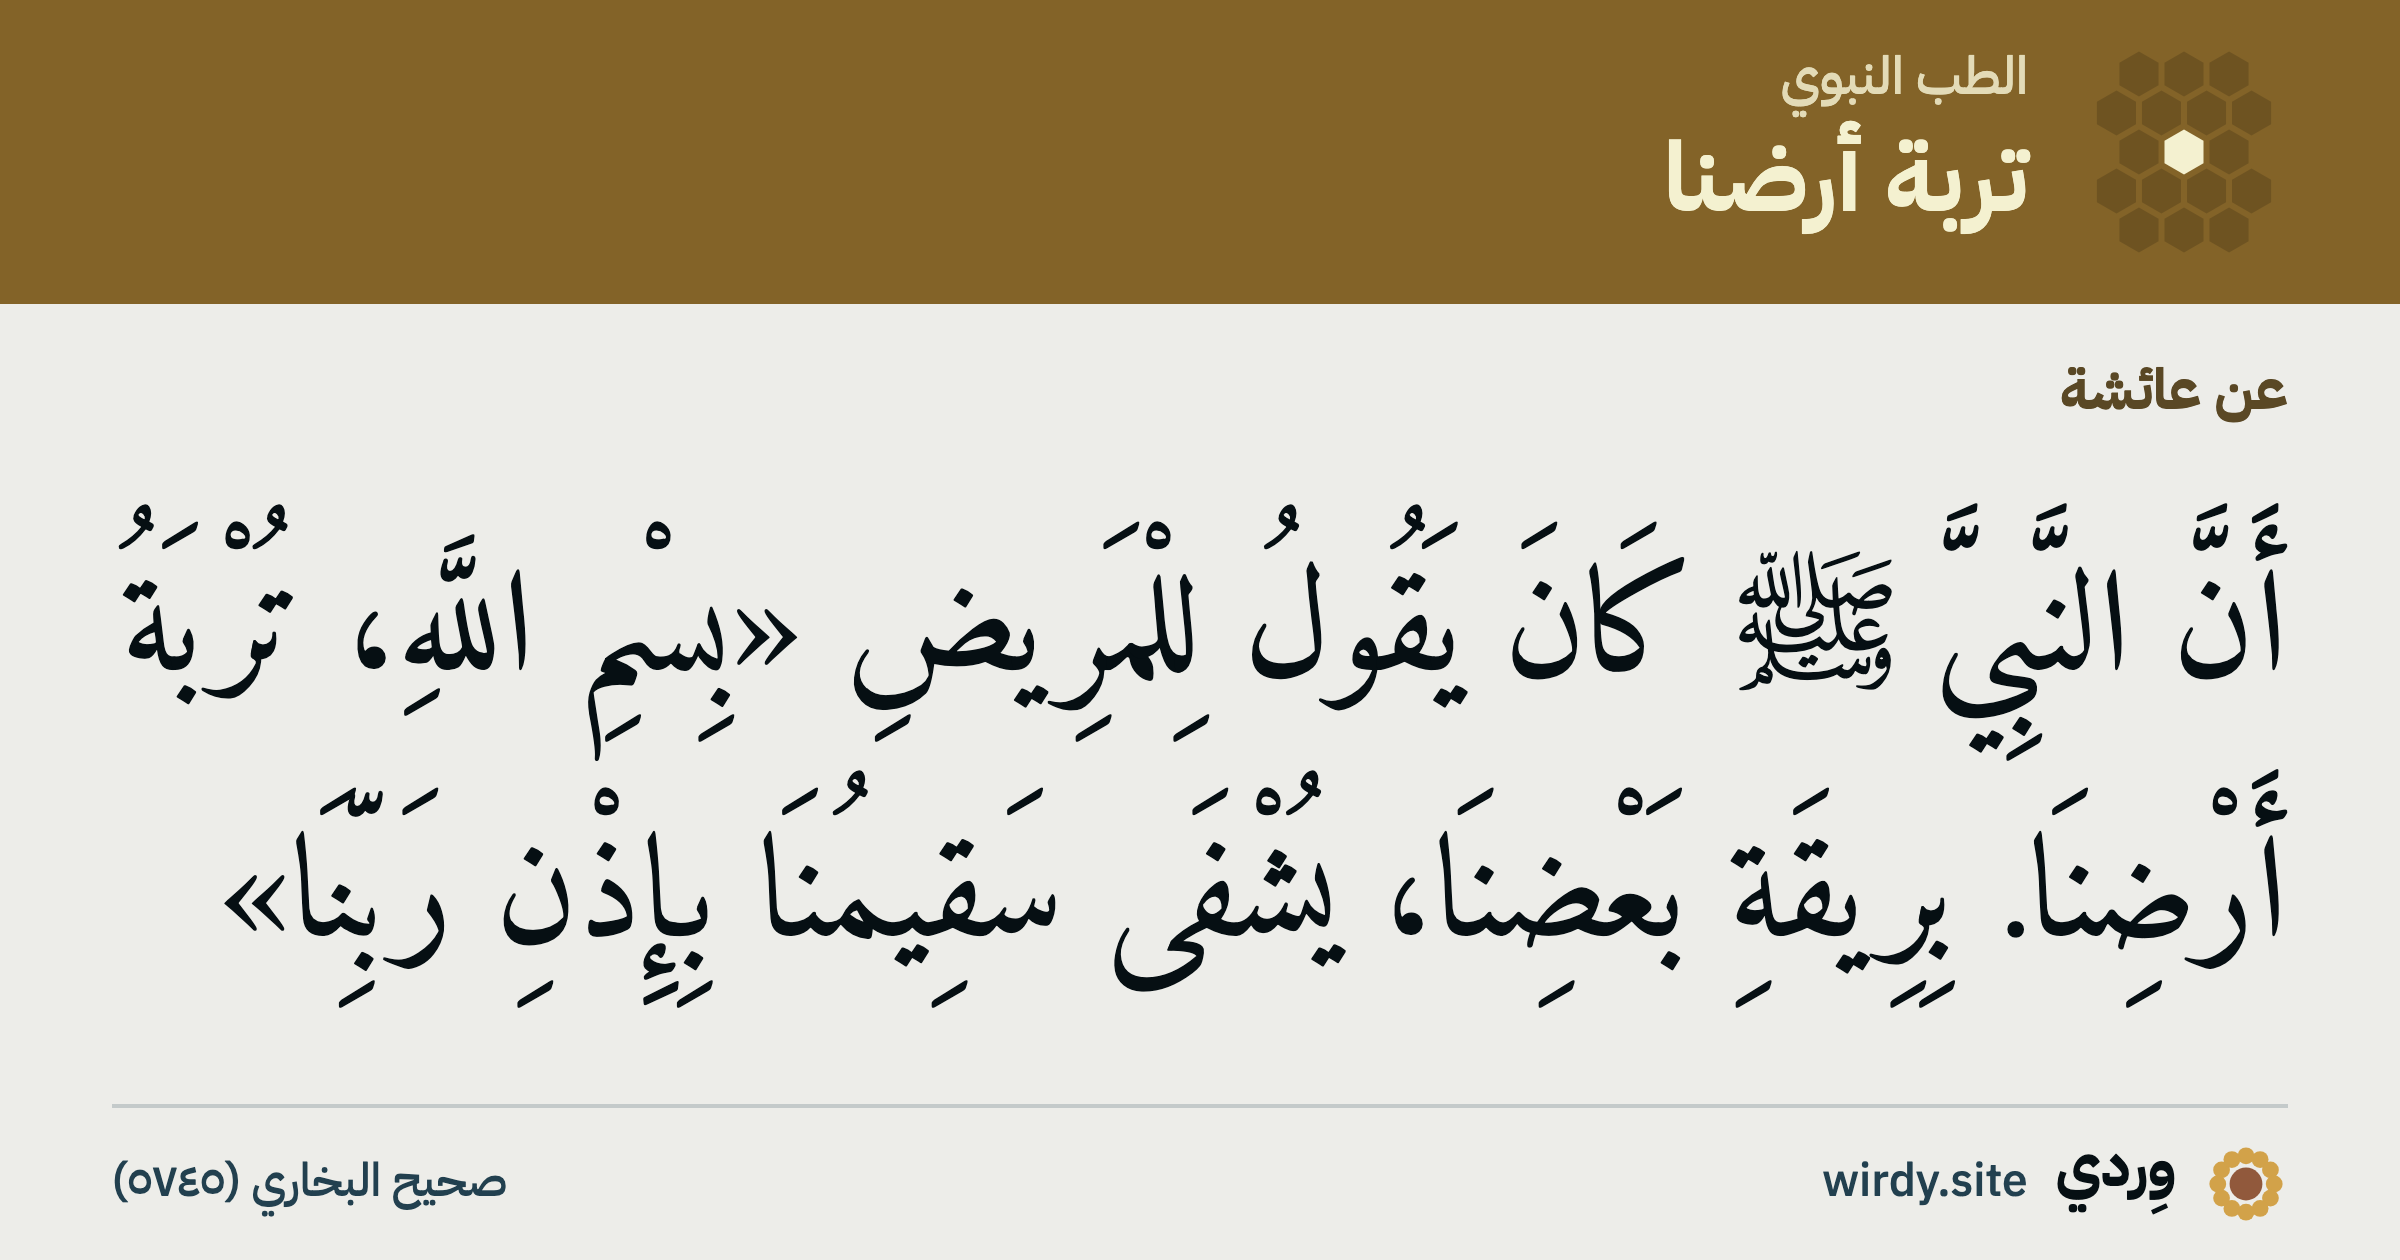 الطب النبوي
تربة أرضنا
عن عائشة
أَنَّ النَّبِيَّ ﷺ كَانَ يَقُولُ لِلْمَرِيضِ «بِسْمِ اللَّهِ، تُرْبَةُ
أَرْضِنَا. بِرِيقَةِ بَعْضِنَا، يُشْفَى سَقِيمُنَا بِإِذْنِ رَبِّنَا»
وِردي wirdy.site
صحيح البخاري (٥٧٤٥)